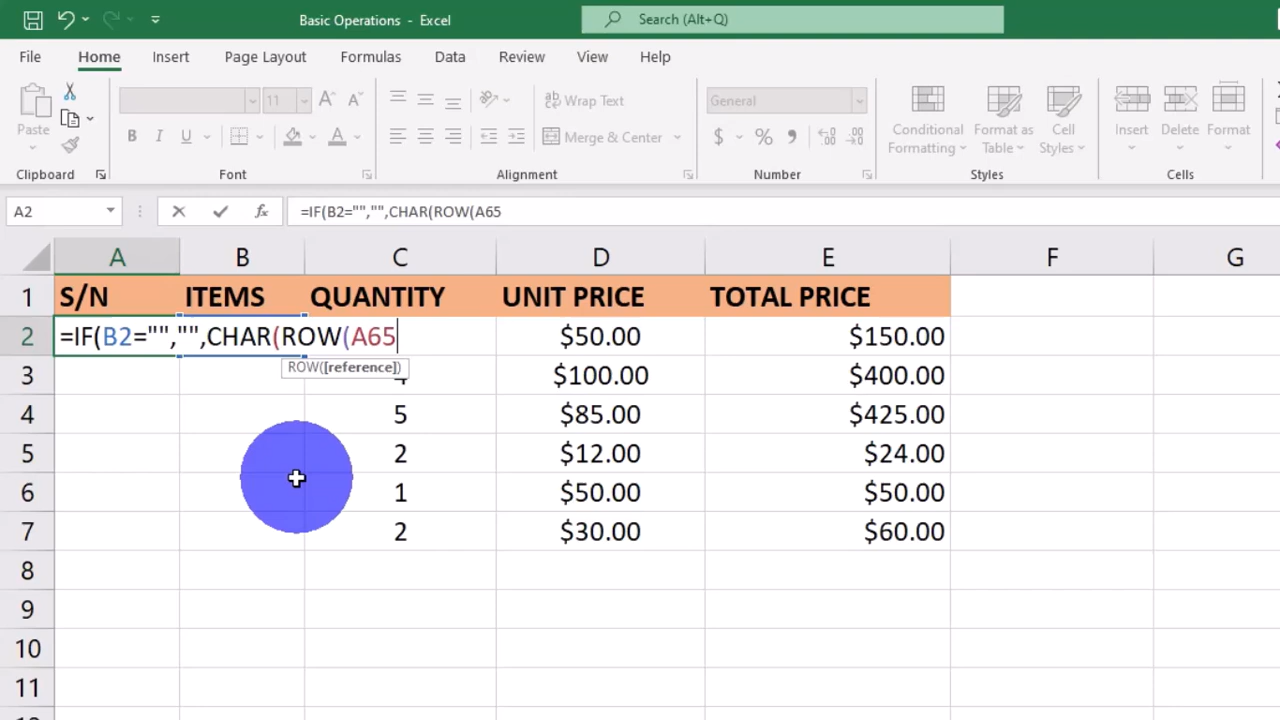 Basic Operations - Excel
Search (Alt+Q)
File Home Insert Page Layout Formulas Data Review View Help
Paste
11
B I U A
Wrap Text
Merge & Center
General
$ % ,
Conditional Formatting
Format as Table
Cell Styles
Insert Delete Format
Clipboard Font Alignment Number Styles Cells
A2 fx =IF(B2="","",CHAR(ROW(A65
A B C D E F G
1 S/N ITEMS QUANTITY UNIT PRICE TOTAL PRICE
2 =IF(B2="","",CHAR(ROW(A65 $50.00 $150.00
ROW([reference])
3 4 $100.00 $400.00
4 5 $85.00 $425.00
5 2 $12.00 $24.00
6 1 $50.00 $50.00
7 2 $30.00 $60.00
8
9
10
11